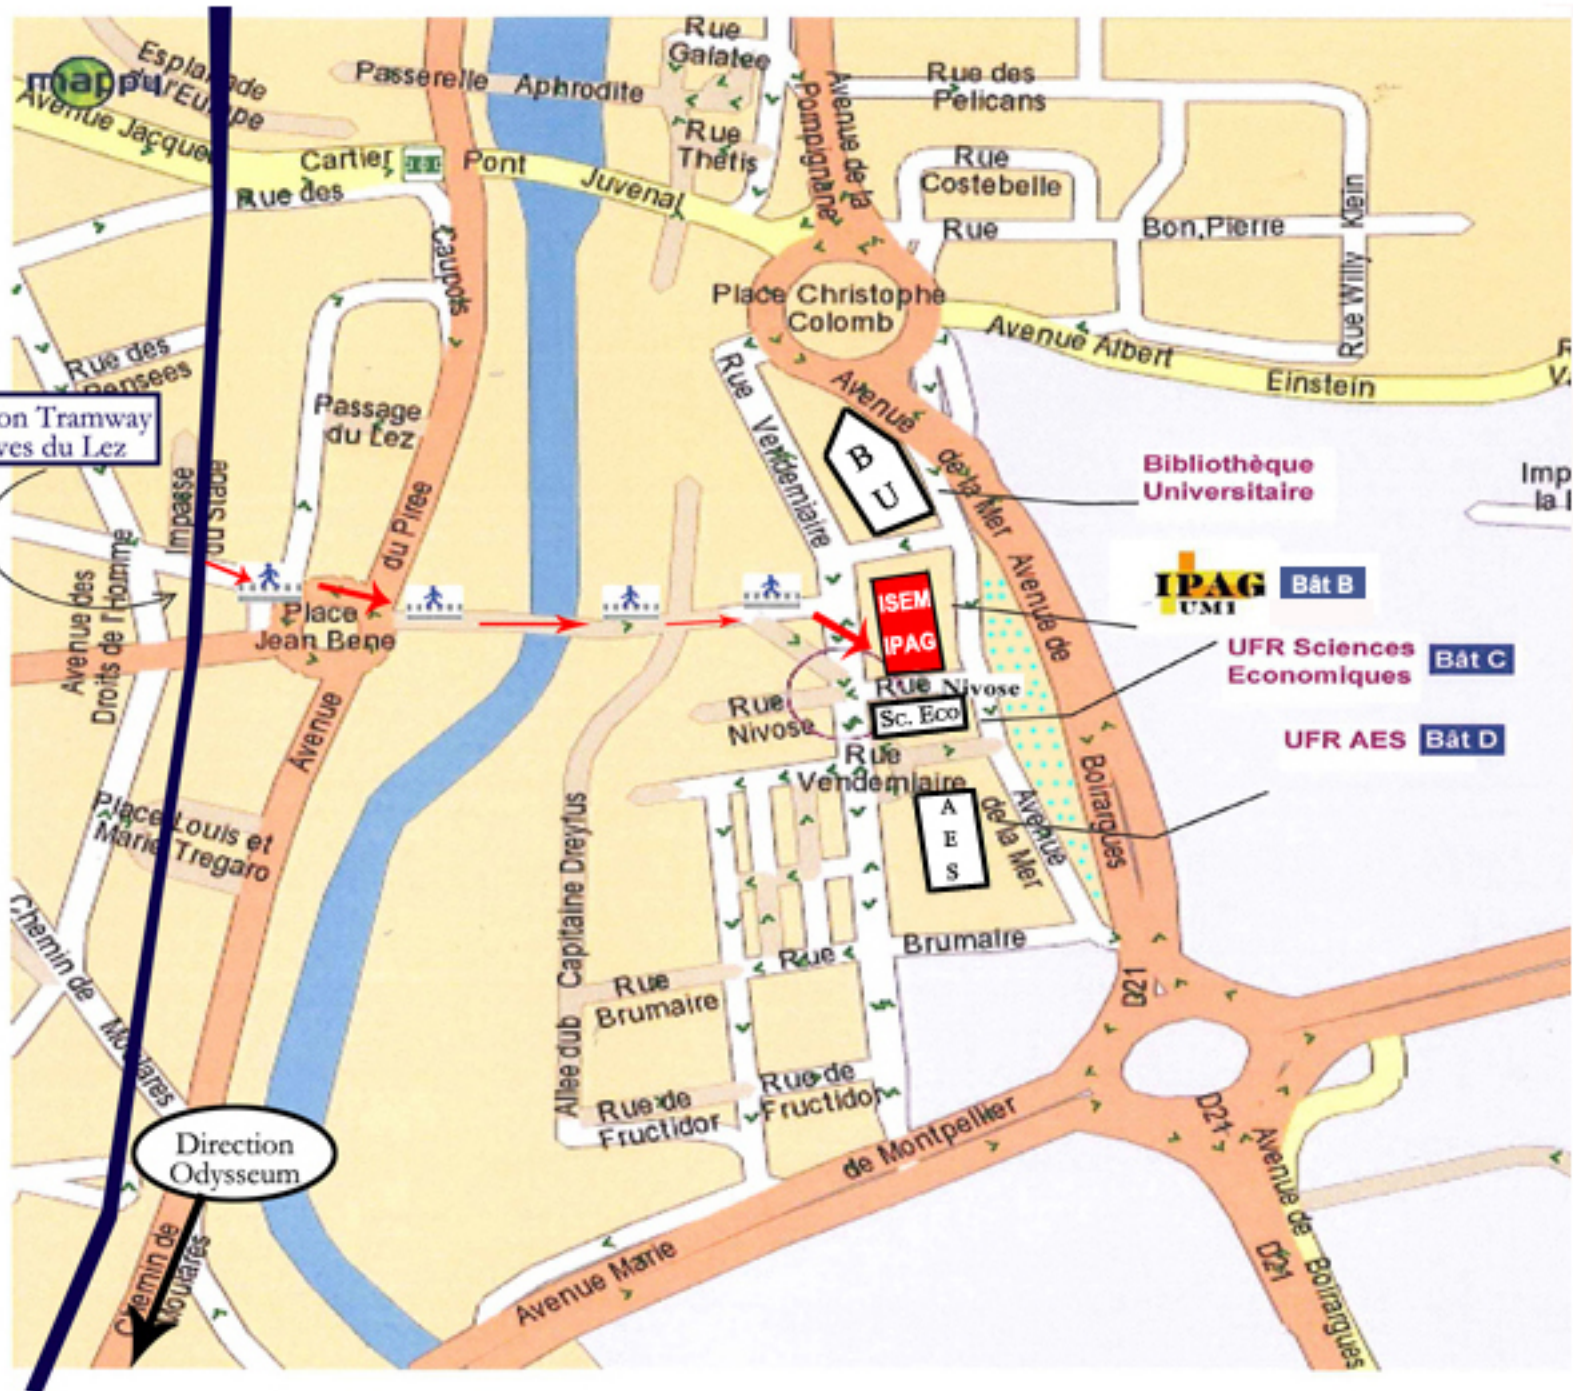 mappy
Esplanade
de l'Europe
Avenue Jacques
Cartier
Pont
Juvenal
Passerelle
Aphrodite
Rue
Galatee
Rue
Thetis
Avenue de la
Pompignane
Rue des
Pelicans
Rue
Costebelle
Rue
Bon,Pierre
Rue Willy Klein
Rue des
Caupols
Place Christophe
Colomb
Avenue Albert
Einstein
Rue des
Pensees
Passage
du Lez
on Tramway
ves du Lez
Impasse
du Stade
du Piree
Rue Vendemiaire
Avenue
de la Mer
B
U
Bibliothèque
Universitaire
Imp
la
IPAG
UM1
Bât B
ISEM
IPAG
Avenue des
Droits de l'Homme
Place
Jean Bene
Avenue
Avenue de
Boirargues
UFR Sciences
Economiques
Bât C
Rue
Nivose
Rue
Nivose
Sc. Eco
UFR AES
Bât D
Rue
Vendemiaire
A
E
S
Avenue
de la Mer
Place Louis et
Marie Tregaro
Allee dub Capitaine Dreyfus
Chemin de
Moulares
Rue
Brumaire
Rue
Brumaire
D21
Rue de
Fructidor
Rue de
Fructidor
Direction
Odysseum
Chemin de
Moulares
Avenue Marie
de Montpellier
D21
Avenue de
Boirargues
D21